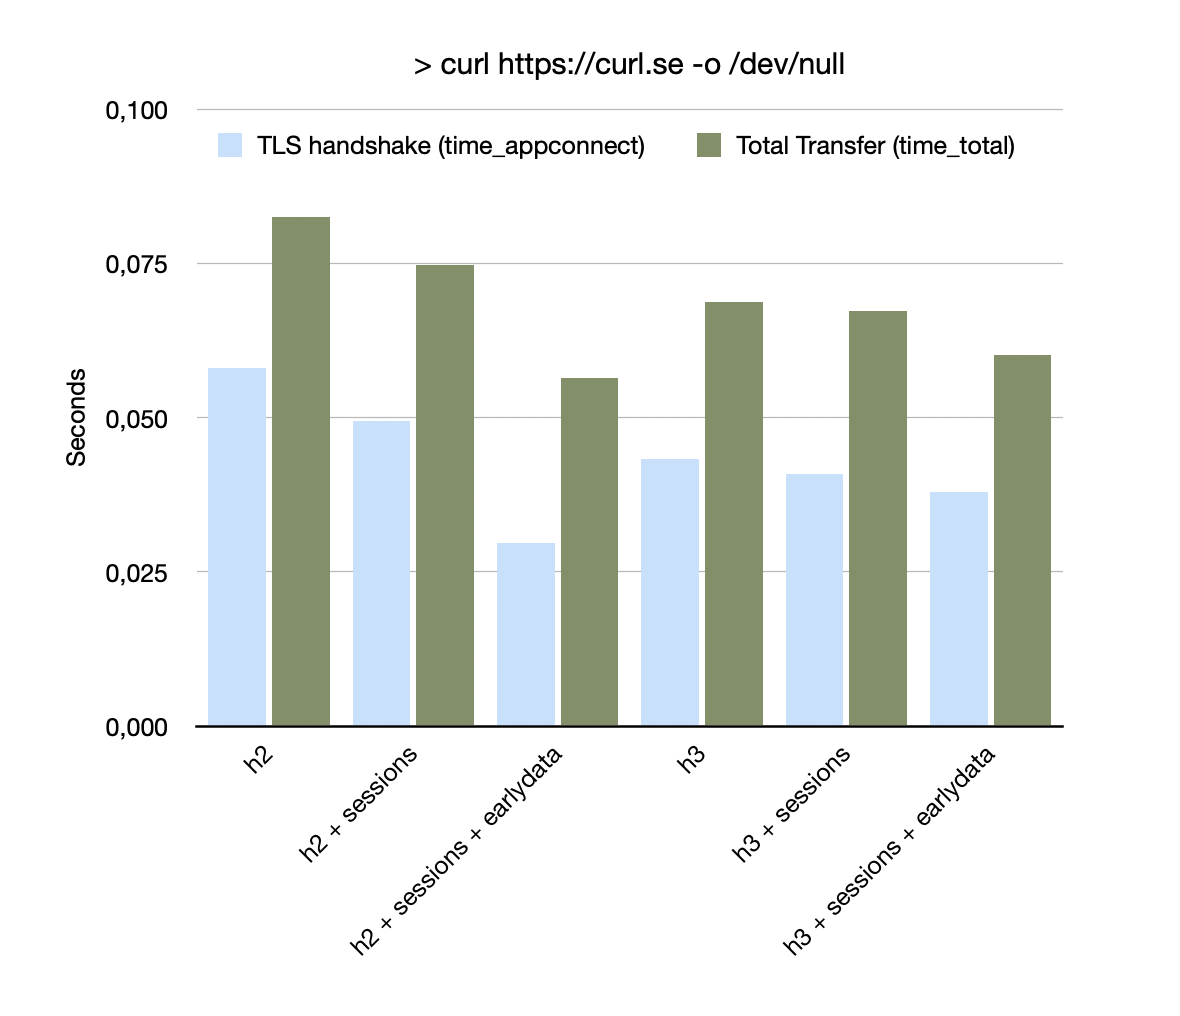 > curl https://curl.se -o /dev/null
0,100
TLS handshake (time_appconnect)
Total Transfer (time_total)
0,075
0,050
0,025
0,000
Seconds
h2
h2 + sessions
h2 + sessions + earlydata
h3
h3 + sessions
h3 + sessions + earlydata